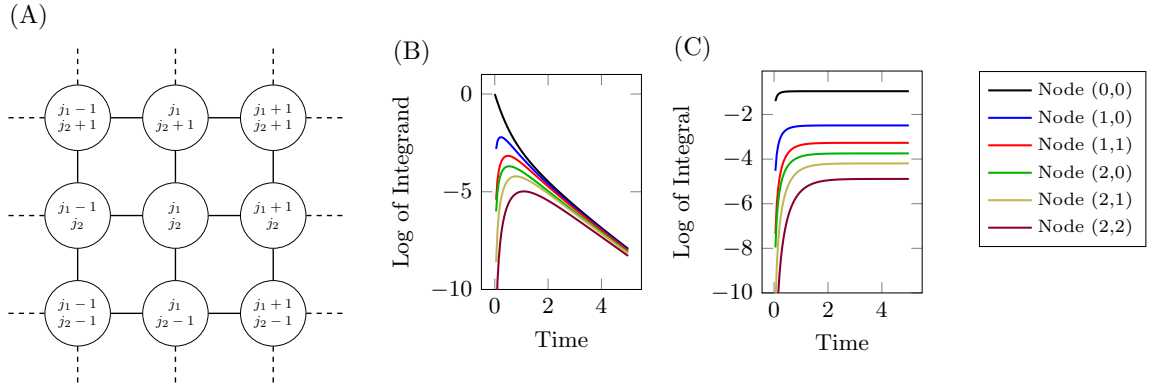 (A)
j₁ − 1
j₂ + 1
j₁
j₂ + 1
j₁ + 1
j₂ + 1
j₁ − 1
j₂
j₁
j₂
j₁ + 1
j₂
j₁ − 1
j₂ − 1
j₁
j₂ − 1
j₁ + 1
j₂ − 1
(B)
Log of Integrand
0
−5
−10
0
2
4
Time
(C)
Log of Integral
−2
−4
−6
−8
−10
0
2
4
Time
Node (0,0)
Node (1,0)
Node (1,1)
Node (2,0)
Node (2,1)
Node (2,2)